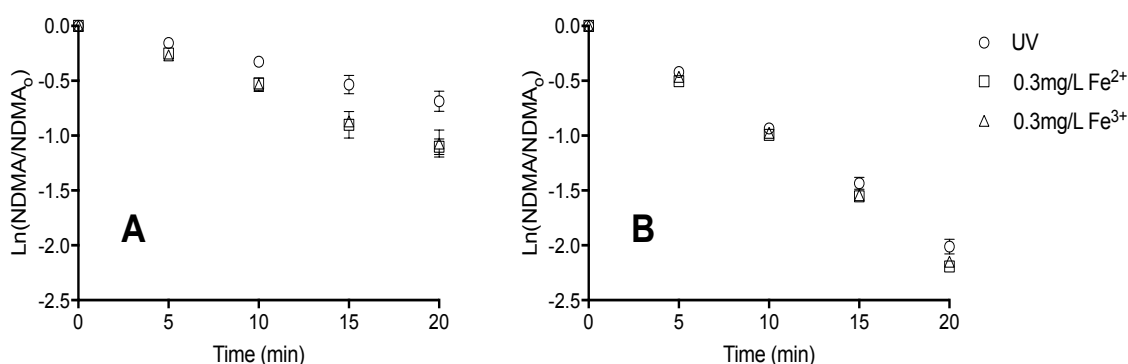 0.0
-0.5
-1.0
-1.5
-2.0
-2.5
Ln(NDMA/NDMAo)
A
0 5 10 15 20
Time (min)
0.0
-0.5
-1.0
-1.5
-2.0
-2.5
Ln(NDMA/NDMAo)
B
0 5 10 15 20
Time (min)
UV
0.3mg/L Fe2+
0.3mg/L Fe3+